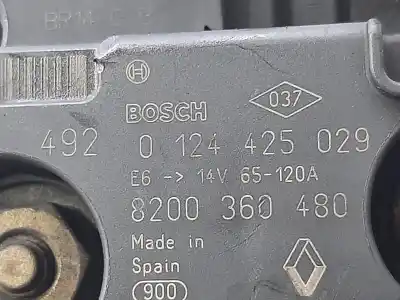 BOSCH
037
492 0 124 425 029
E6 -> 14V 65-120A
8200 360 480
Made in
Spain
900